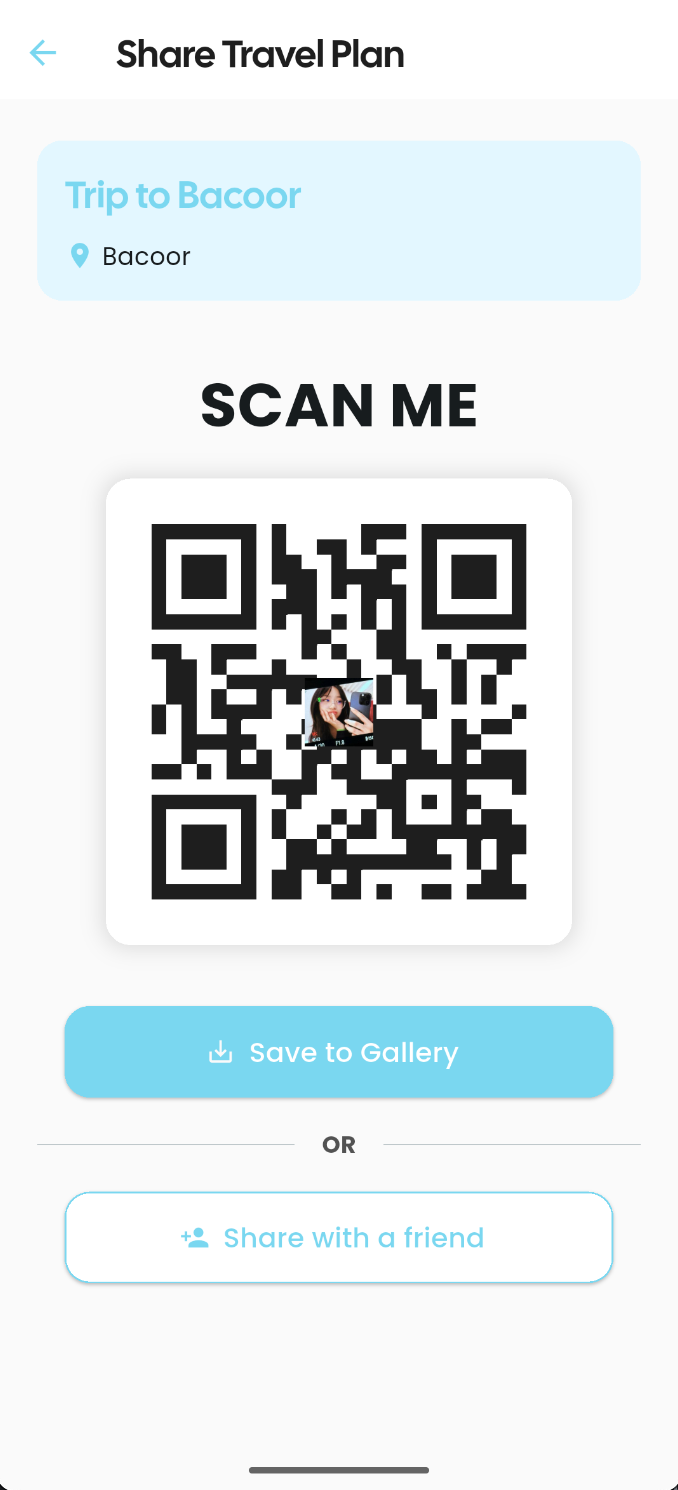 Share Travel Plan
Trip to Bacoor
Bacoor
SCAN ME
Save to Gallery
OR
Share with a friend